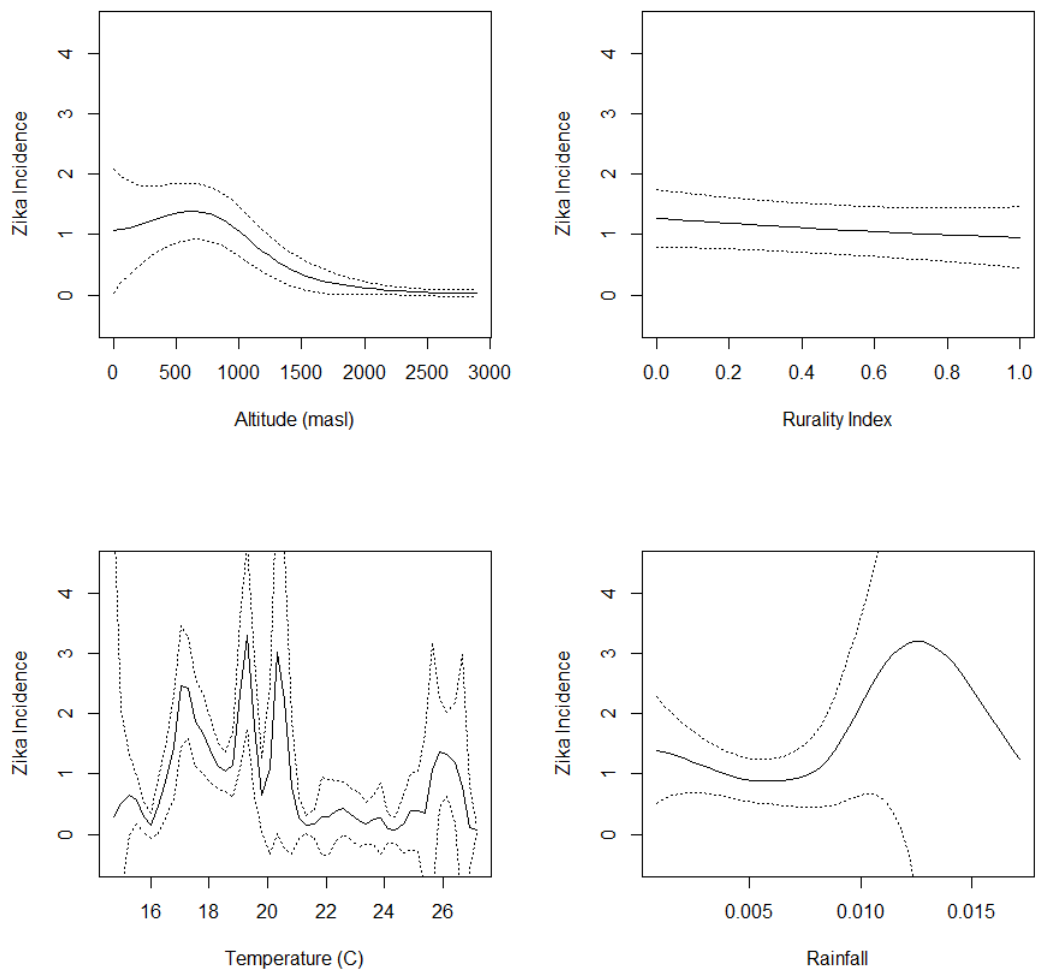 Zika Incidence
0 1 2 3 4
0 500 1000 1500 2000 2500 3000
Altitude (masl)
Zika Incidence
0 1 2 3 4
0.0 0.2 0.4 0.6 0.8 1.0
Rurality Index
Zika Incidence
0 1 2 3 4
16 18 20 22 24 26
Temperature (C)
Zika Incidence
0 1 2 3 4
0.005 0.010 0.015
Rainfall